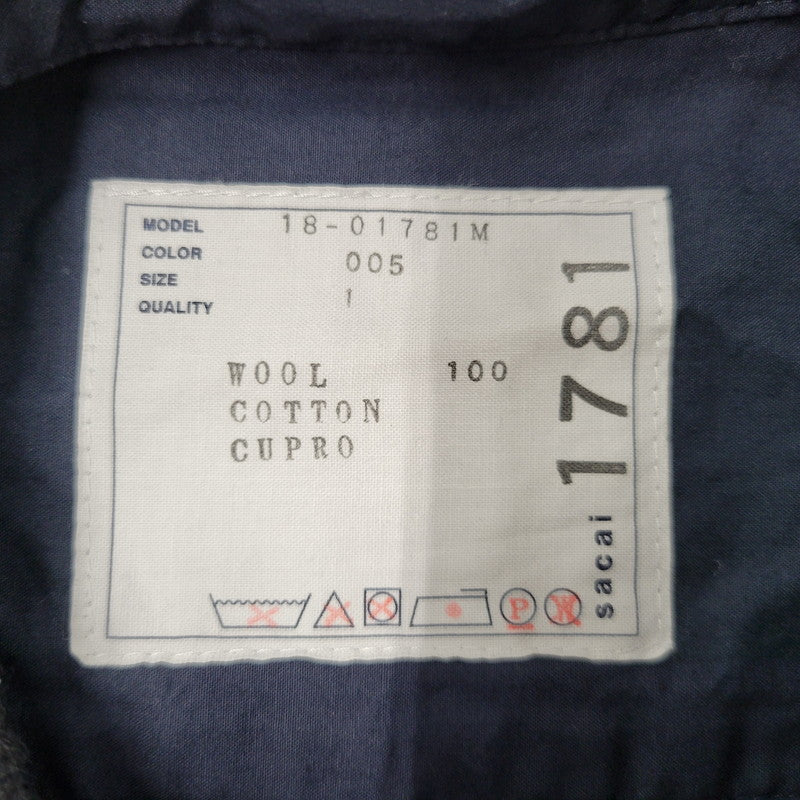 MODEL 18-01781M
COLOR 005
SIZE 1
QUALITY
WOOL 100
COTTON
CUPRO
P
W
sacai 1781